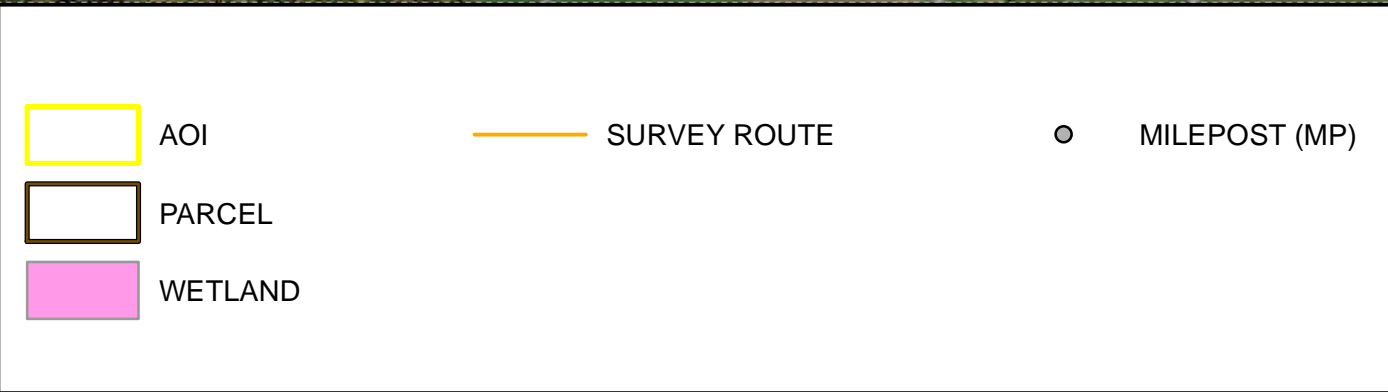 AOI
SURVEY ROUTE
MILEPOST (MP)
PARCEL
WETLAND